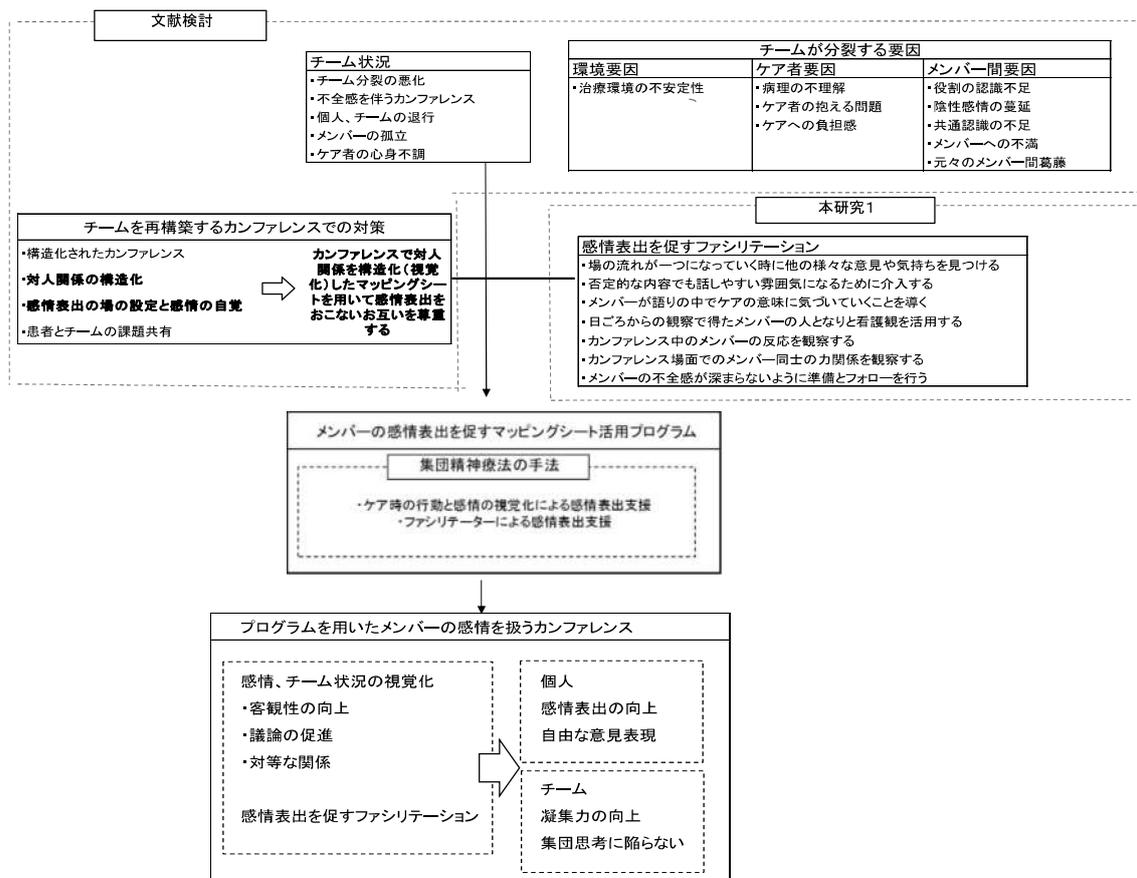 文献検討
チーム状況
・チーム分裂の悪化
・不全感を伴うカンファレンス
・個人、チームの退行
・メンバーの孤立
・ケア者の心身不調
チームが分裂する要因
環境要因
・治療環境の不安定性
ケア者要因
・病理の不理解
・ケア者の抱える問題
・ケアへの負担感
メンバー間要因
・役割の認識不足
・陰性感情の蔓延
・共通認識の不足
・メンバーへの不満
・元々のメンバー間葛藤
チームを再構築するカンファレンスでの対策
・構造化されたカンファレンス
・対人関係の構造化
・感情表出の場の設定と感情の自覚
・患者とチームの課題共有
カンファレンスで対人
関係を構造化(視覚
化)したマッピングシー
トを用いて感情表出を
おこないお互いを尊重
する
本研究1
感情表出を促すファシリテーション
・場の流れが一つになっていく時に他の様々な意見や気持ちを見つける
・否定的な内容でも話しやすい雰囲気になるために介入する
・メンバーが語りの中でケアの意味に気づいていくことを導く
・日ごろからの観察で得たメンバーの人となりと看護観を活用する
・カンファレンス中のメンバーの反応を観察する
・カンファレンス場面でのメンバー同士の力関係を観察する
・メンバーの不全感が深まらないように準備とフォローを行う
メンバーの感情表出を促すマッピングシート活用プログラム
集団精神療法の手法
・ケア時の行動と感情の視覚化による感情表出支援
・ファシリテーターによる感情表出支援
プログラムを用いたメンバーの感情を扱うカンファレンス
感情、チーム状況の視覚化
・客観性の向上
・議論の促進
・対等な関係
感情表出を促すファシリテーション
個人
感情表出の向上
自由な意見表現
チーム
凝集力の向上
集団思考に陥らない